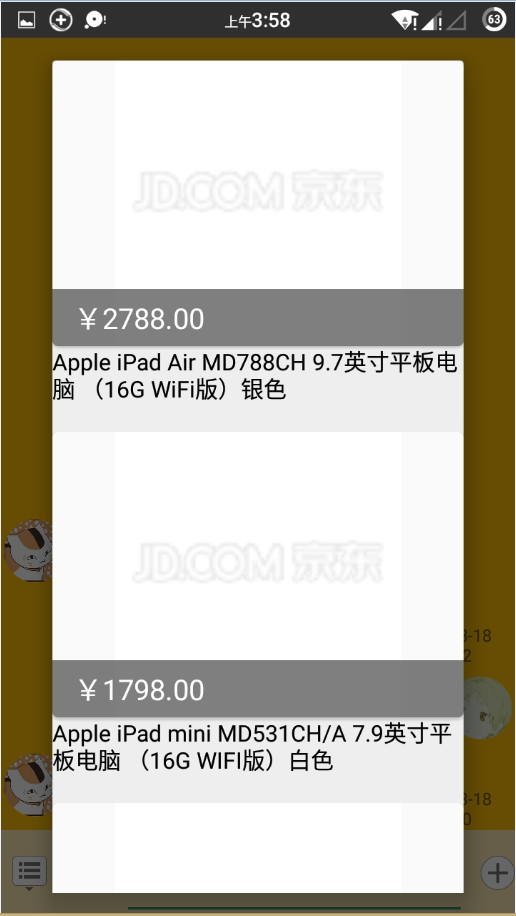 上午3:58
63
JD.COM 京东
￥2788.00
Apple iPad Air MD788CH 9.7英寸平板电
脑 （16G WiFi版）银色
JD.COM 京东
8-18
2
￥1798.00
Apple iPad mini MD531CH/A 7.9英寸平
板电脑 （16G WIFI版）白色
8-18
0